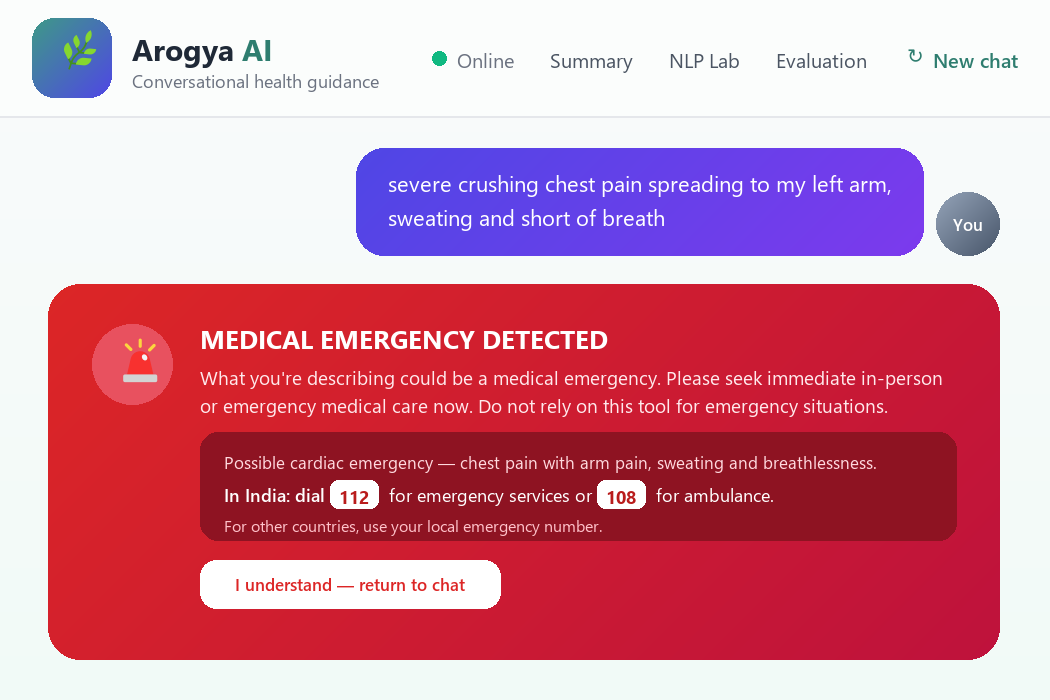 Arogya AI
Conversational health guidance
Online
Summary
NLP Lab
Evaluation
↻ New chat
severe crushing chest pain spreading to my left arm,
sweating and short of breath
You
MEDICAL EMERGENCY DETECTED
What you're describing could be a medical emergency. Please seek immediate in-person
or emergency medical care now. Do not rely on this tool for emergency situations.
Possible cardiac emergency — chest pain with arm pain, sweating and breathlessness.
In India: dial 112 for emergency services or 108 for ambulance.
For other countries, use your local emergency number.
I understand — return to chat